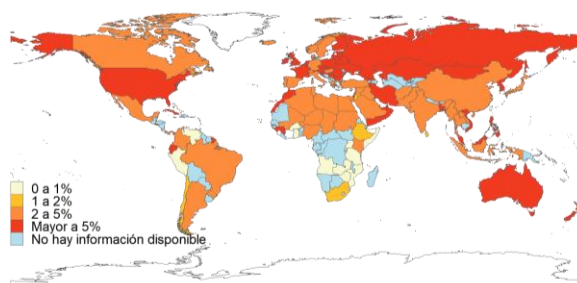 0 a 1%
1 a 2%
2 a 5%
Mayor a 5%
No hay información disponible